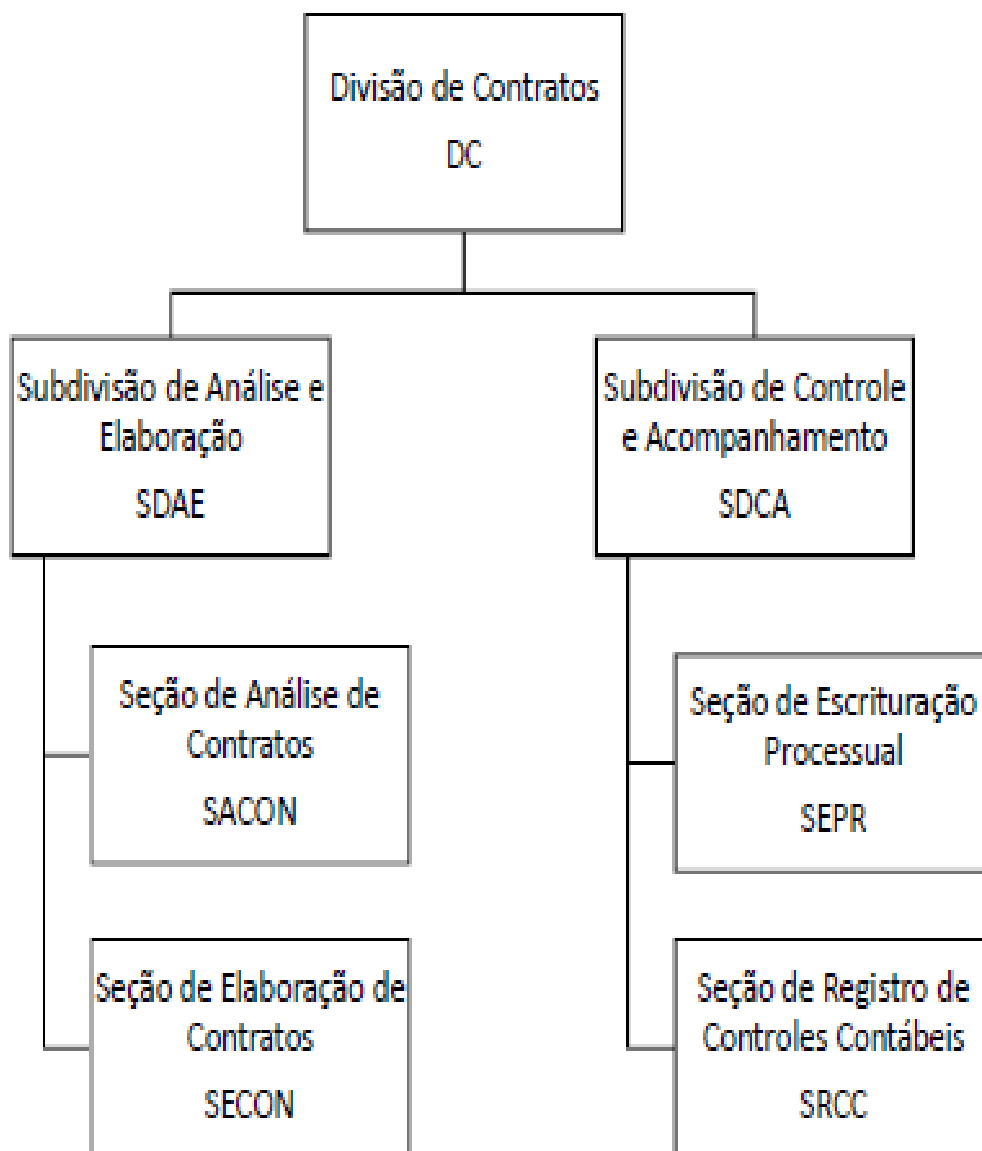 Divisão de Contratos
DC
Subdivisão de Análise e
Elaboração
SDAE
Subdivisão de Controle
e Acompanhamento
SDCA
Seção de Análise de
Contratos
SACON
Seção de Escrituração
Processual
SEPR
Seção de Elaboração de
Contratos
SECON
Seção de Registro de
Controles Contábeis
SRCC